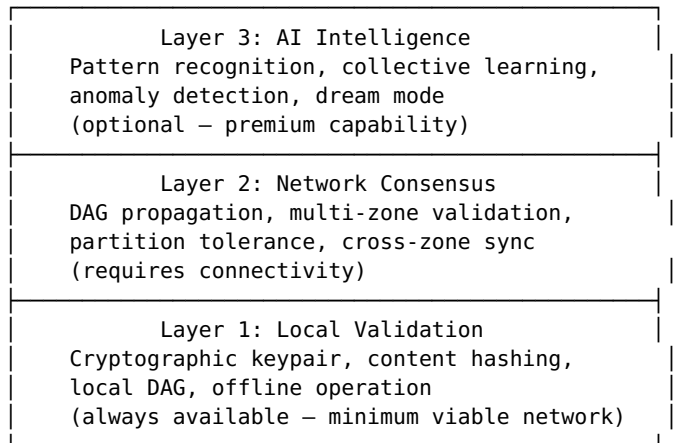 Layer 3: AI Intelligence
Pattern recognition, collective learning,
anomaly detection, dream mode
(optional — premium capability)
Layer 2: Network Consensus
DAG propagation, multi-zone validation,
partition tolerance, cross-zone sync
(requires connectivity)
Layer 1: Local Validation
Cryptographic keypair, content hashing,
local DAG, offline operation
(always available — minimum viable network)